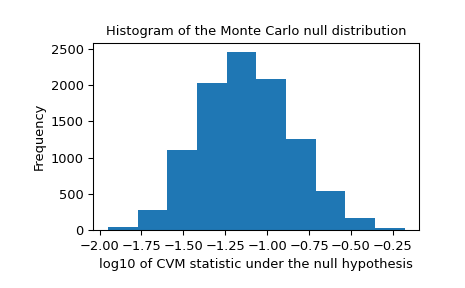 Histogram of the Monte Carlo null distribution
2500
2000
1500
1000
500
0
Frequency
−2.00 −1.75 −1.50 −1.25 −1.00 −0.75 −0.50 −0.25
log10 of CVM statistic under the null hypothesis